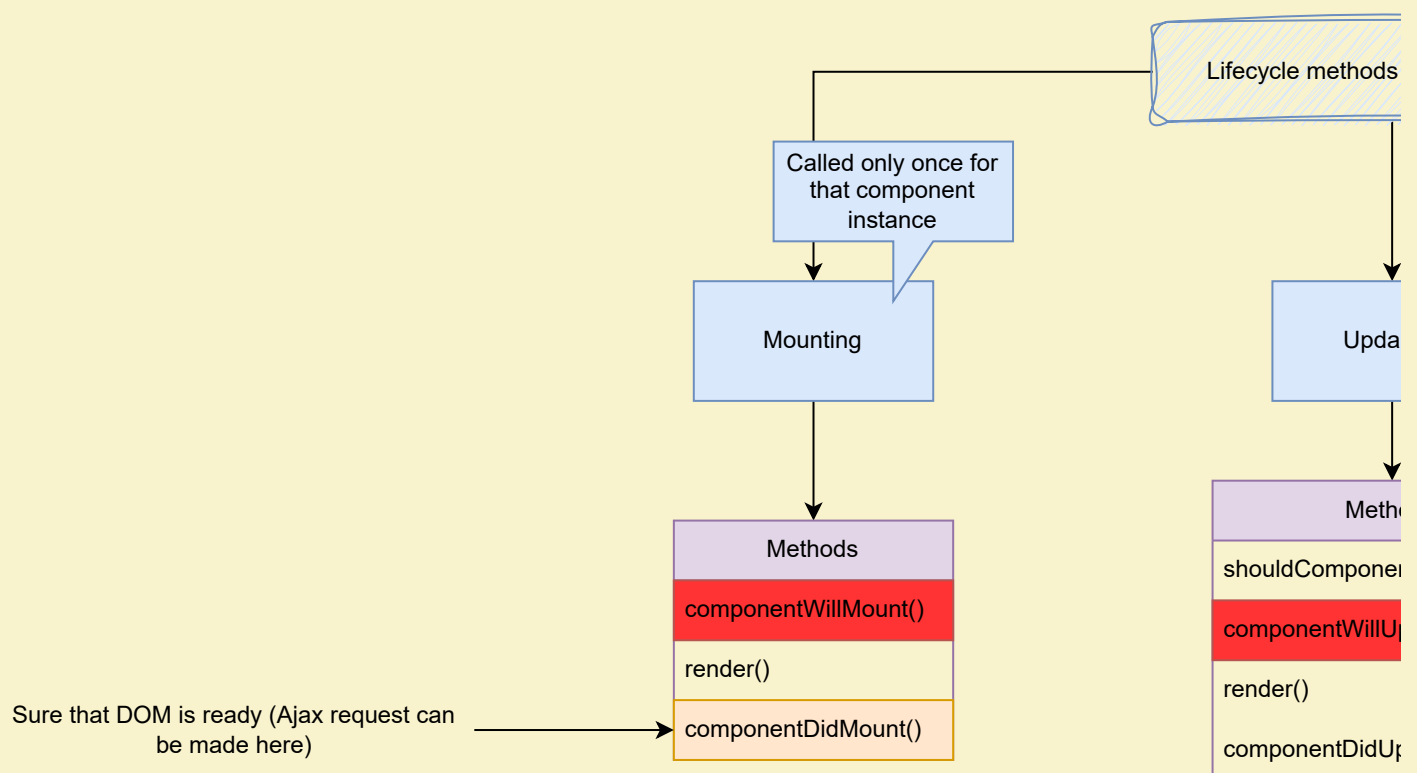 Lifecycle methods
Called only once for
that component
instance
Mounting
Methods
componentWillMount()
render()
componentDidMount()
Sure that DOM is ready (Ajax request can
be made here)
render()